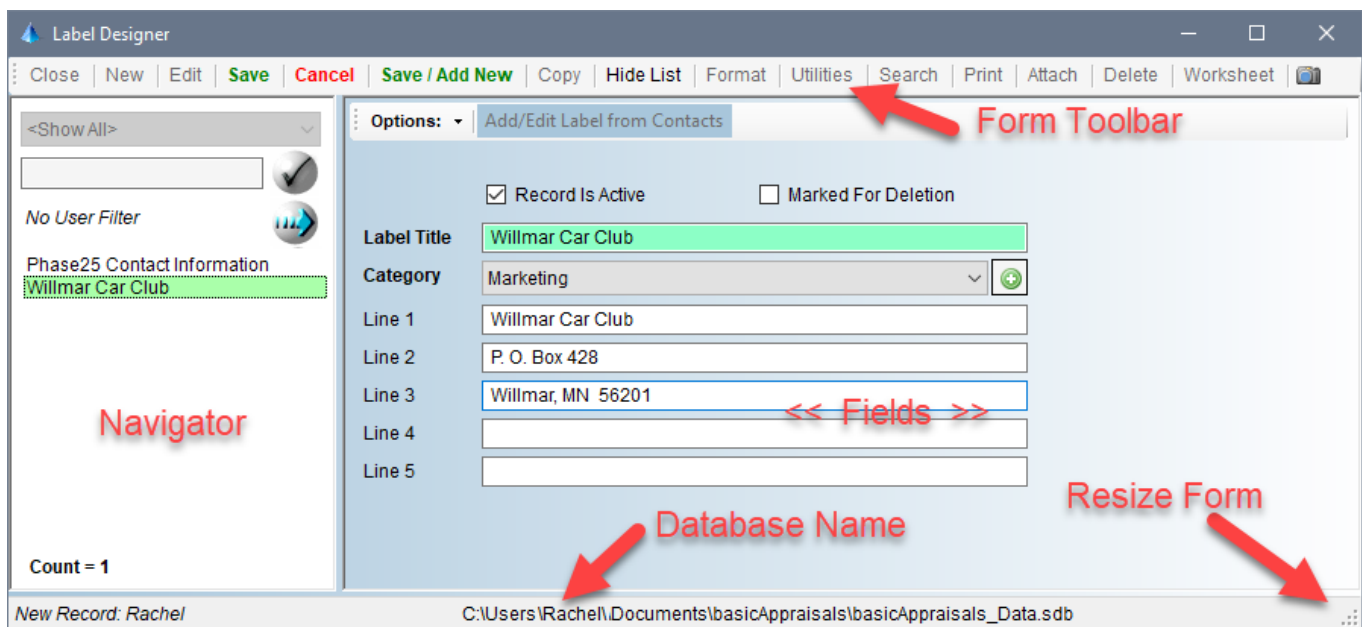 Label Designer
Close New Edit Save Cancel Save / Add New Copy Hide List Format Utilities Search Print Attach Delete Worksheet
<Show All>
Options: Add/Edit Label from Contacts
Form Toolbar
Record Is Active Marked For Deletion
No User Filter
Label Title Willmar Car Club
Phase25 Contact Information
Willmar Car Club
Category Marketing
Line 1 Willmar Car Club
Line 2 P. O. Box 428
Line 3 Willmar, MN 56201
<< Fields >>
Navigator
Line 4
Line 5
Resize Form
Database Name
Count = 1
New Record: Rachel C:\Users\Rachel\Documents\basicAppraisals\basicAppraisals_Data.sdb